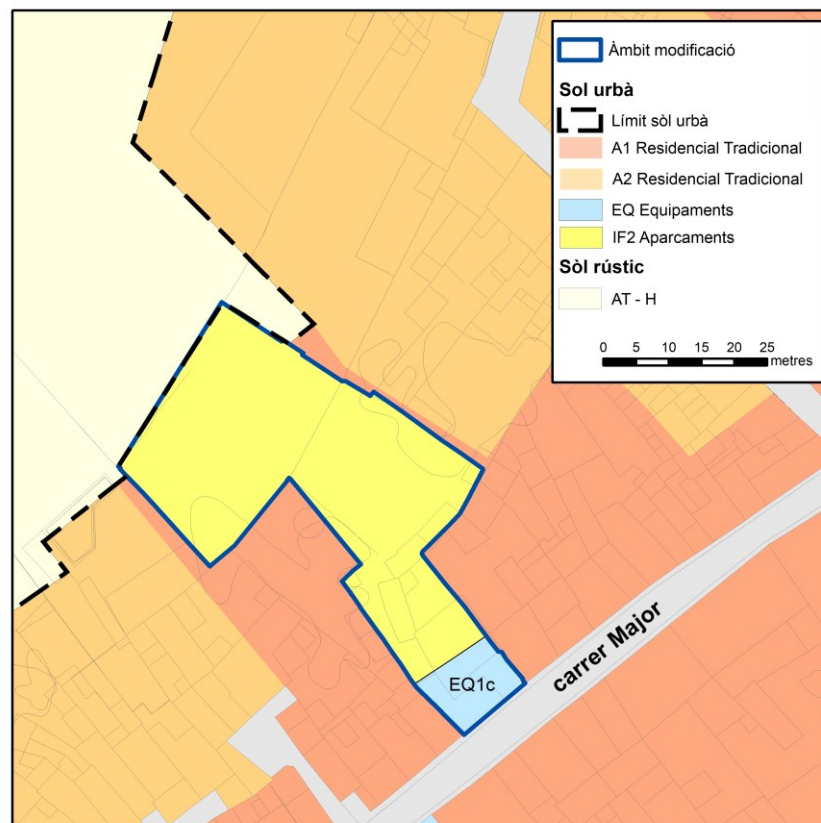 Àmbit modificació
Sol urbà
Límit sòl urbà
A1 Residencial Tradicional
A2 Residencial Tradicional
EQ Equipaments
IF2 Aparcaments
Sòl rústic
AT - H
0 5 10 15 20 25
metres
carrer Major
EQ1c